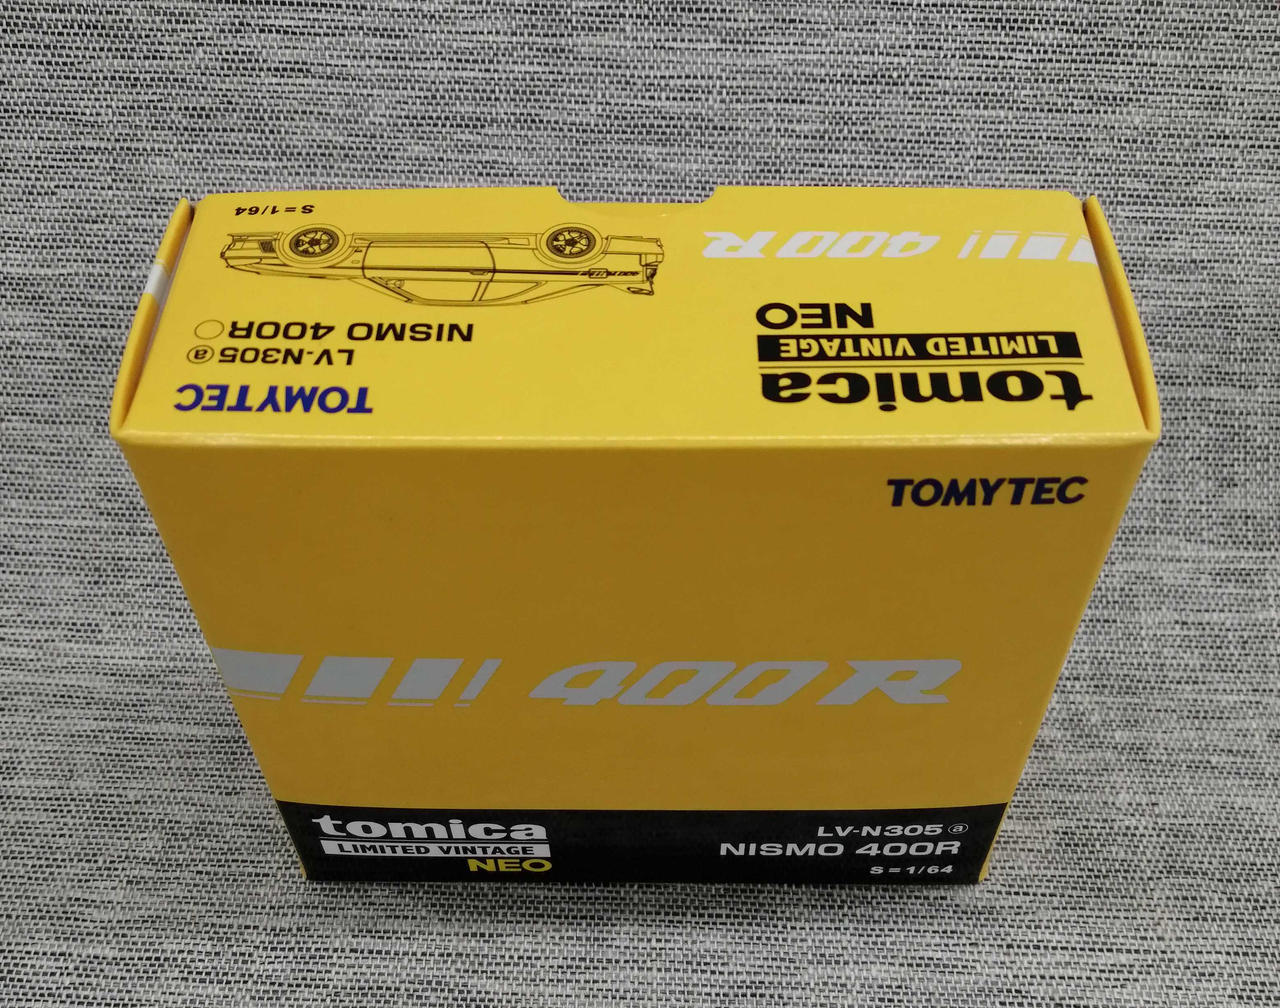 tomica
LIMITED VINTAGE
NEO
400R
TOMYTEC
LV-N305 ⓐ
NISMO 400R
S=1/64
TOMYTEC
400R
tomica
LIMITED VINTAGE
NEO
LV-N305 ⓐ
NISMO 400R
S=1/64